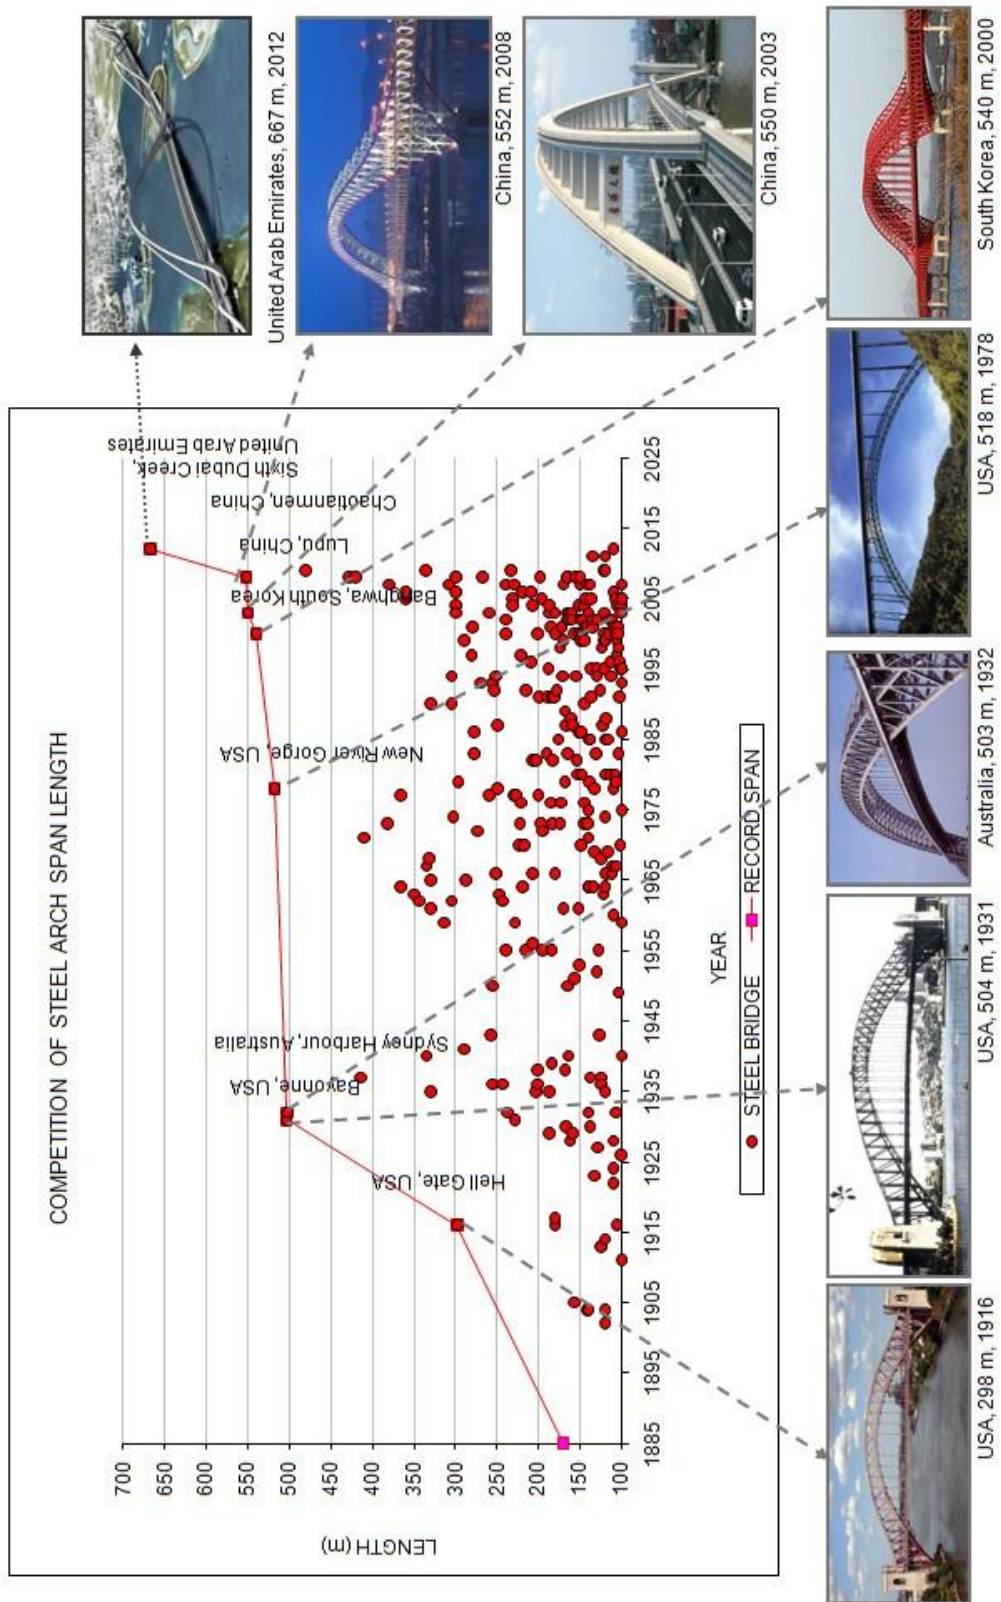 COMPETITION OF STEEL ARCH SPAN LENGTH
LENGTH (m)
700
650
600
550
500
450
400
350
300
250
200
150
100
1885
1895
1905
1915
1925
1935
1945
1955
1965
1975
1985
1995
2005
2015
2025
YEAR
Hell Gate, USA
Bayonne, USA
Sydney Harbour, Australia
New River Gorge, USA
Banghwa, South Korea
Lupu, China
Chaotianmen, China
Sixth Dubai Creek,
United Arab Emirates
STEEL BRIDGE
RECORD SPAN
United Arab Emirates, 667 m, 2012
China, 552 m, 2008
China, 550 m, 2003
USA, 298 m, 1916
USA, 504 m, 1931
Australia, 503 m, 1932
USA, 518 m, 1978
South Korea, 540 m, 2000